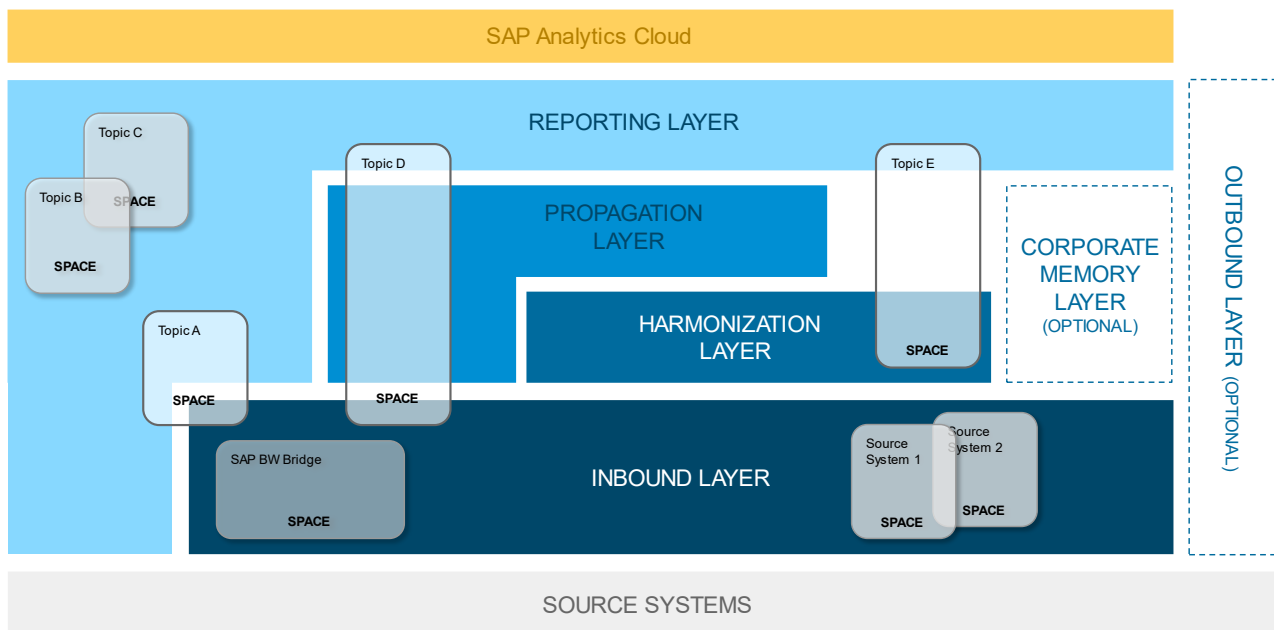 SAP Analytics Cloud
REPORTING LAYER
Topic C
SPACE
Topic B
SPACE
Topic D
SPACE
Topic E
SPACE
PROPAGATION
LAYER
CORPORATE
MEMORY
LAYER
(OPTIONAL)
OUTBOUND LAYER (OPTIONAL)
HARMONIZATION
LAYER
Topic A
SPACE
SAP BW Bridge
SPACE
INBOUND LAYER
Source
System 1
SPACE
Source
System 2
SPACE
SOURCE SYSTEMS